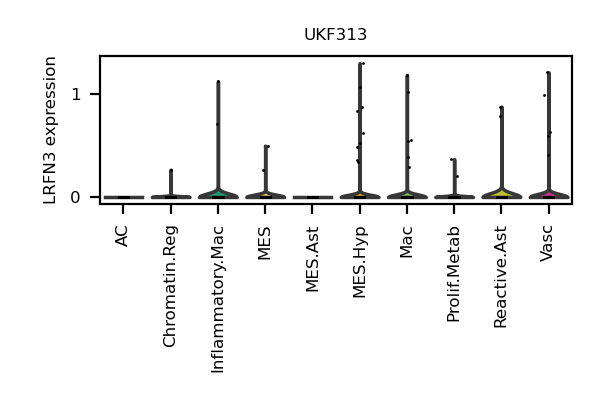 UKF313
LRFN3 expression
1
0
AC
Chromatin.Reg
Inflammatory.Mac
MES
MES.Ast
MES.Hyp
Mac
Prolif.Metab
Reactive.Ast
Vasc